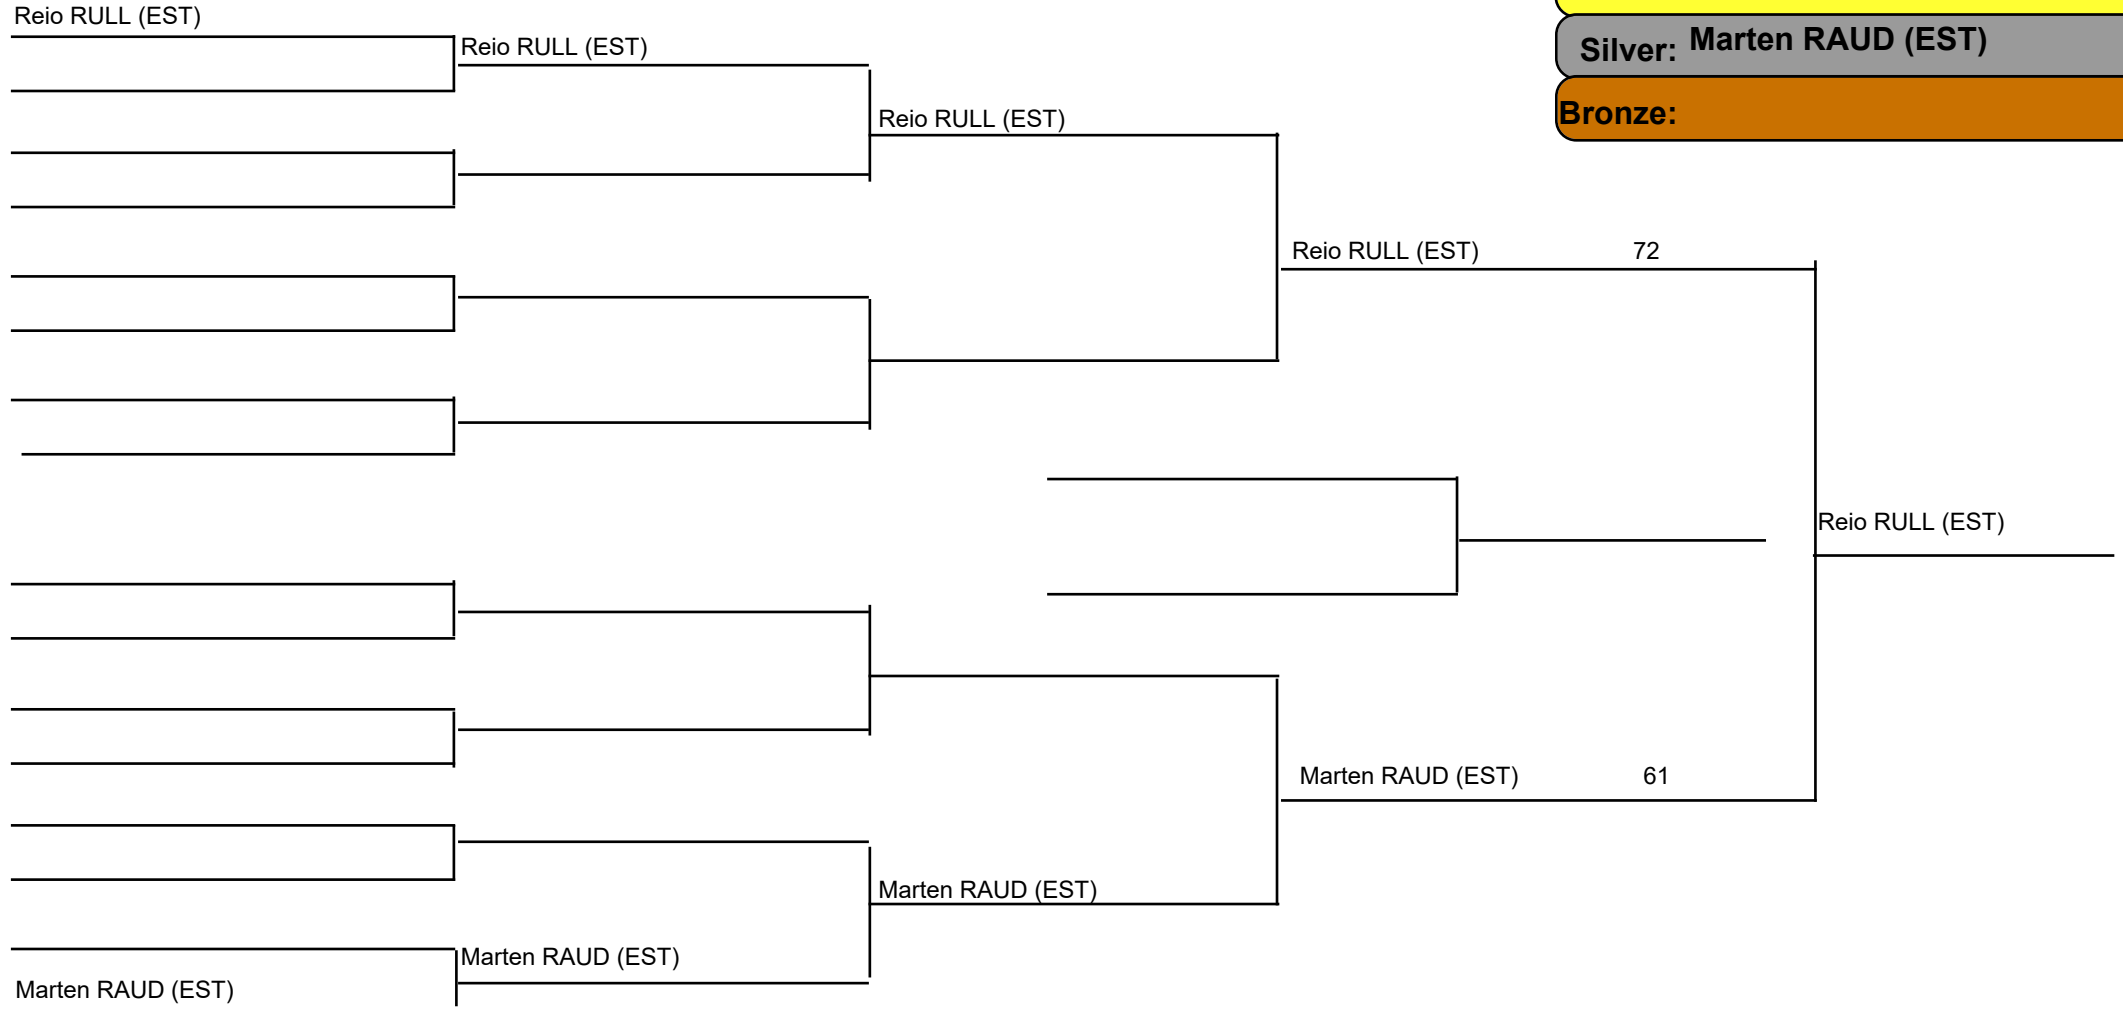 Reio RULL (EST)
Silver: Marten RAUD (EST)
Reio RULL (EST)
Bronze:
Reio RULL (EST)
Reio RULL (EST) 72
Reio RULL (EST)
Marten RAUD (EST) 61
Marten RAUD (EST)
Marten RAUD (EST)
Marten RAUD (EST)